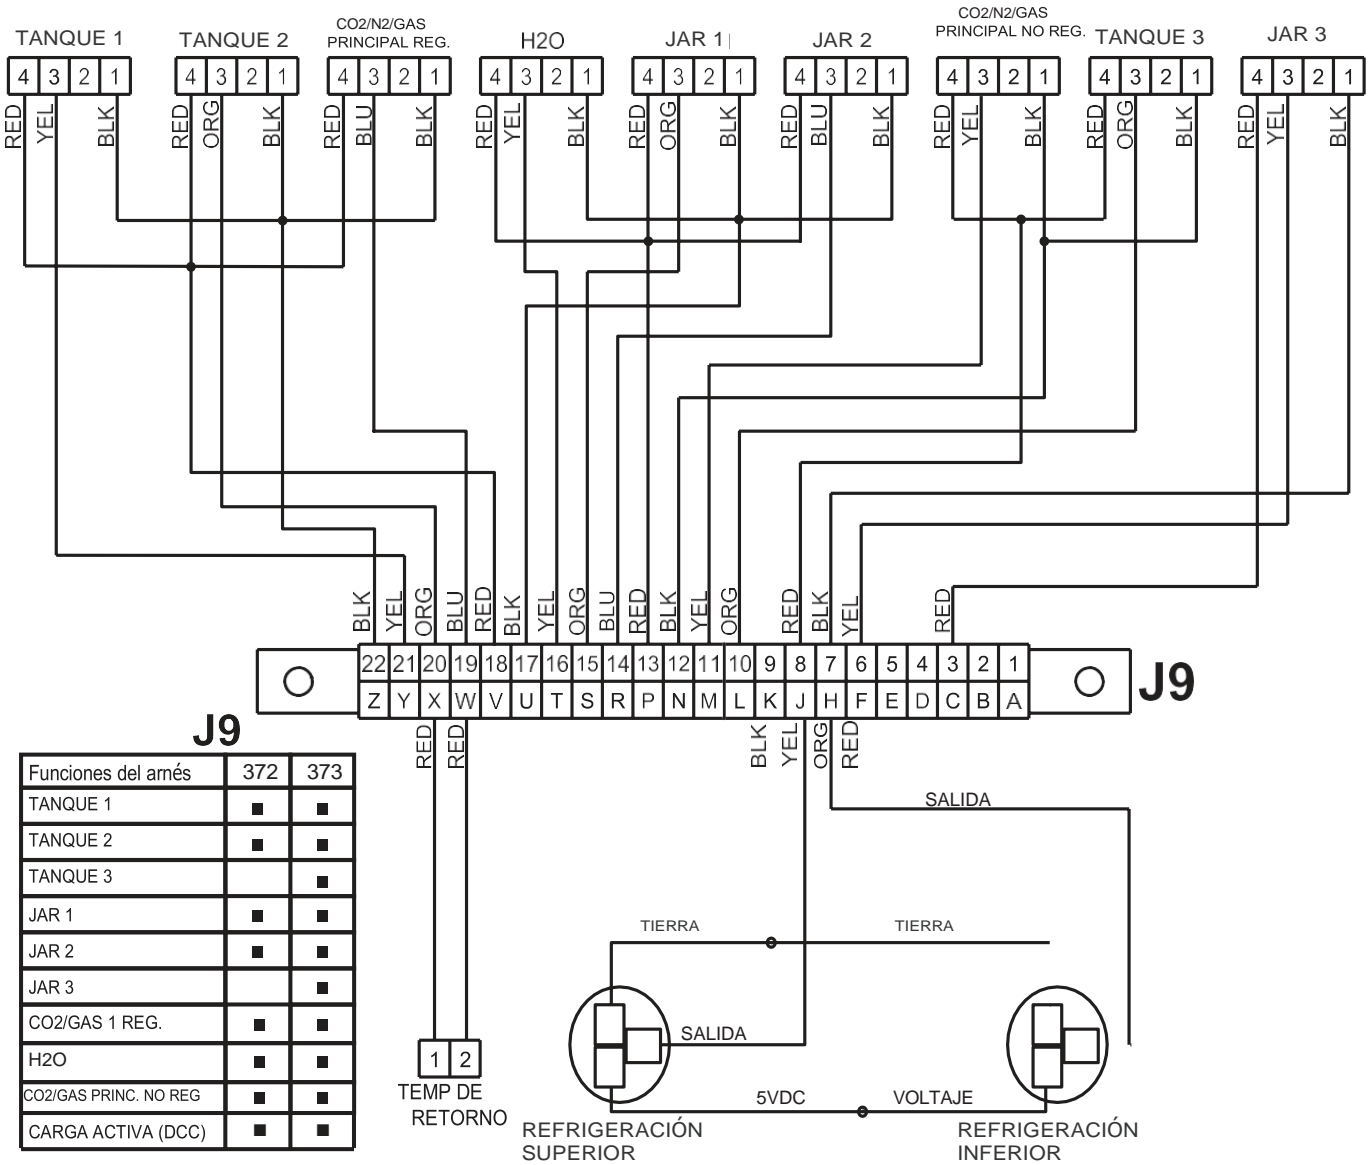 TANQUE 1 TANQUE 2 CO2/N2/GAS PRINCIPAL REG. H2O JAR 1 JAR 2 CO2/N2/GAS PRINCIPAL NO REG. TANQUE 3 JAR 3
4 3 2 1 4 3 2 1 4 3 2 1 4 3 2 1 4 3 2 1 4 3 2 1 4 3 2 1 4 3 2 1 4 3 2 1
RED YEL BLK RED ORG BLK RED BLU BLK RED YEL BLK RED ORG BLK RED BLU BLK RED YEL BLK RED ORG BLK RED YEL BLK
BLK YEL ORG BLU RED BLK YEL ORG BLU RED BLK YEL ORG RED BLK YEL RED
22 21 20 19 18 17 16 15 14 13 12 11 10 9 8 7 6 5 4 3 2 1
Z Y X W V U T S R P N M L K J H F E D C B A
J9
RED RED BLK YEL ORG RED
J9
Funciones del arnés 372 373
TANQUE 1 ■ ■
TANQUE 2 ■ ■
TANQUE 3 ■
JAR 1 ■ ■
JAR 2 ■ ■
JAR 3 ■
CO2/GAS 1 REG. ■ ■
H2O ■ ■
CO2/GAS PRINC. NO REG ■ ■
CARGA ACTIVA (DCC) ■ ■
SALIDA
TIERRA TIERRA
SALIDA
1 2
TEMP DE
RETORNO
5VDC VOLTAJE
REFRIGERACIÓN
SUPERIOR
REFRIGERACIÓN
INFERIOR